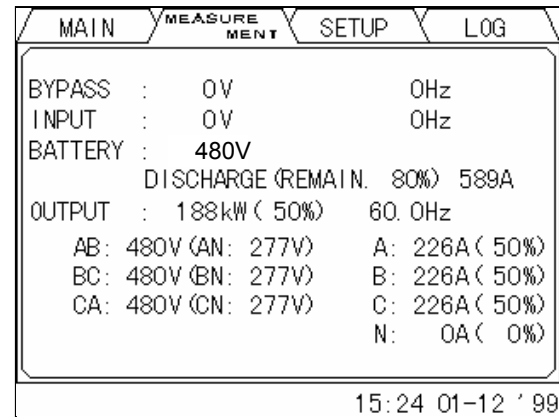 MAIN MEASUREMENT SETUP LOG
BYPASS : 0V 0Hz
INPUT : 0V 0Hz
BATTERY : 480V
DISCHARGE (REMAIN. 80%) 589A
OUTPUT : 188kW ( 50%) 60.0Hz
AB: 480V (AN: 277V) A: 226A ( 50%)
BC: 480V (BN: 277V) B: 226A ( 50%)
CA: 480V (CN: 277V) C: 226A ( 50%)
N: 0A ( 0%)
15:24 01-12 '99